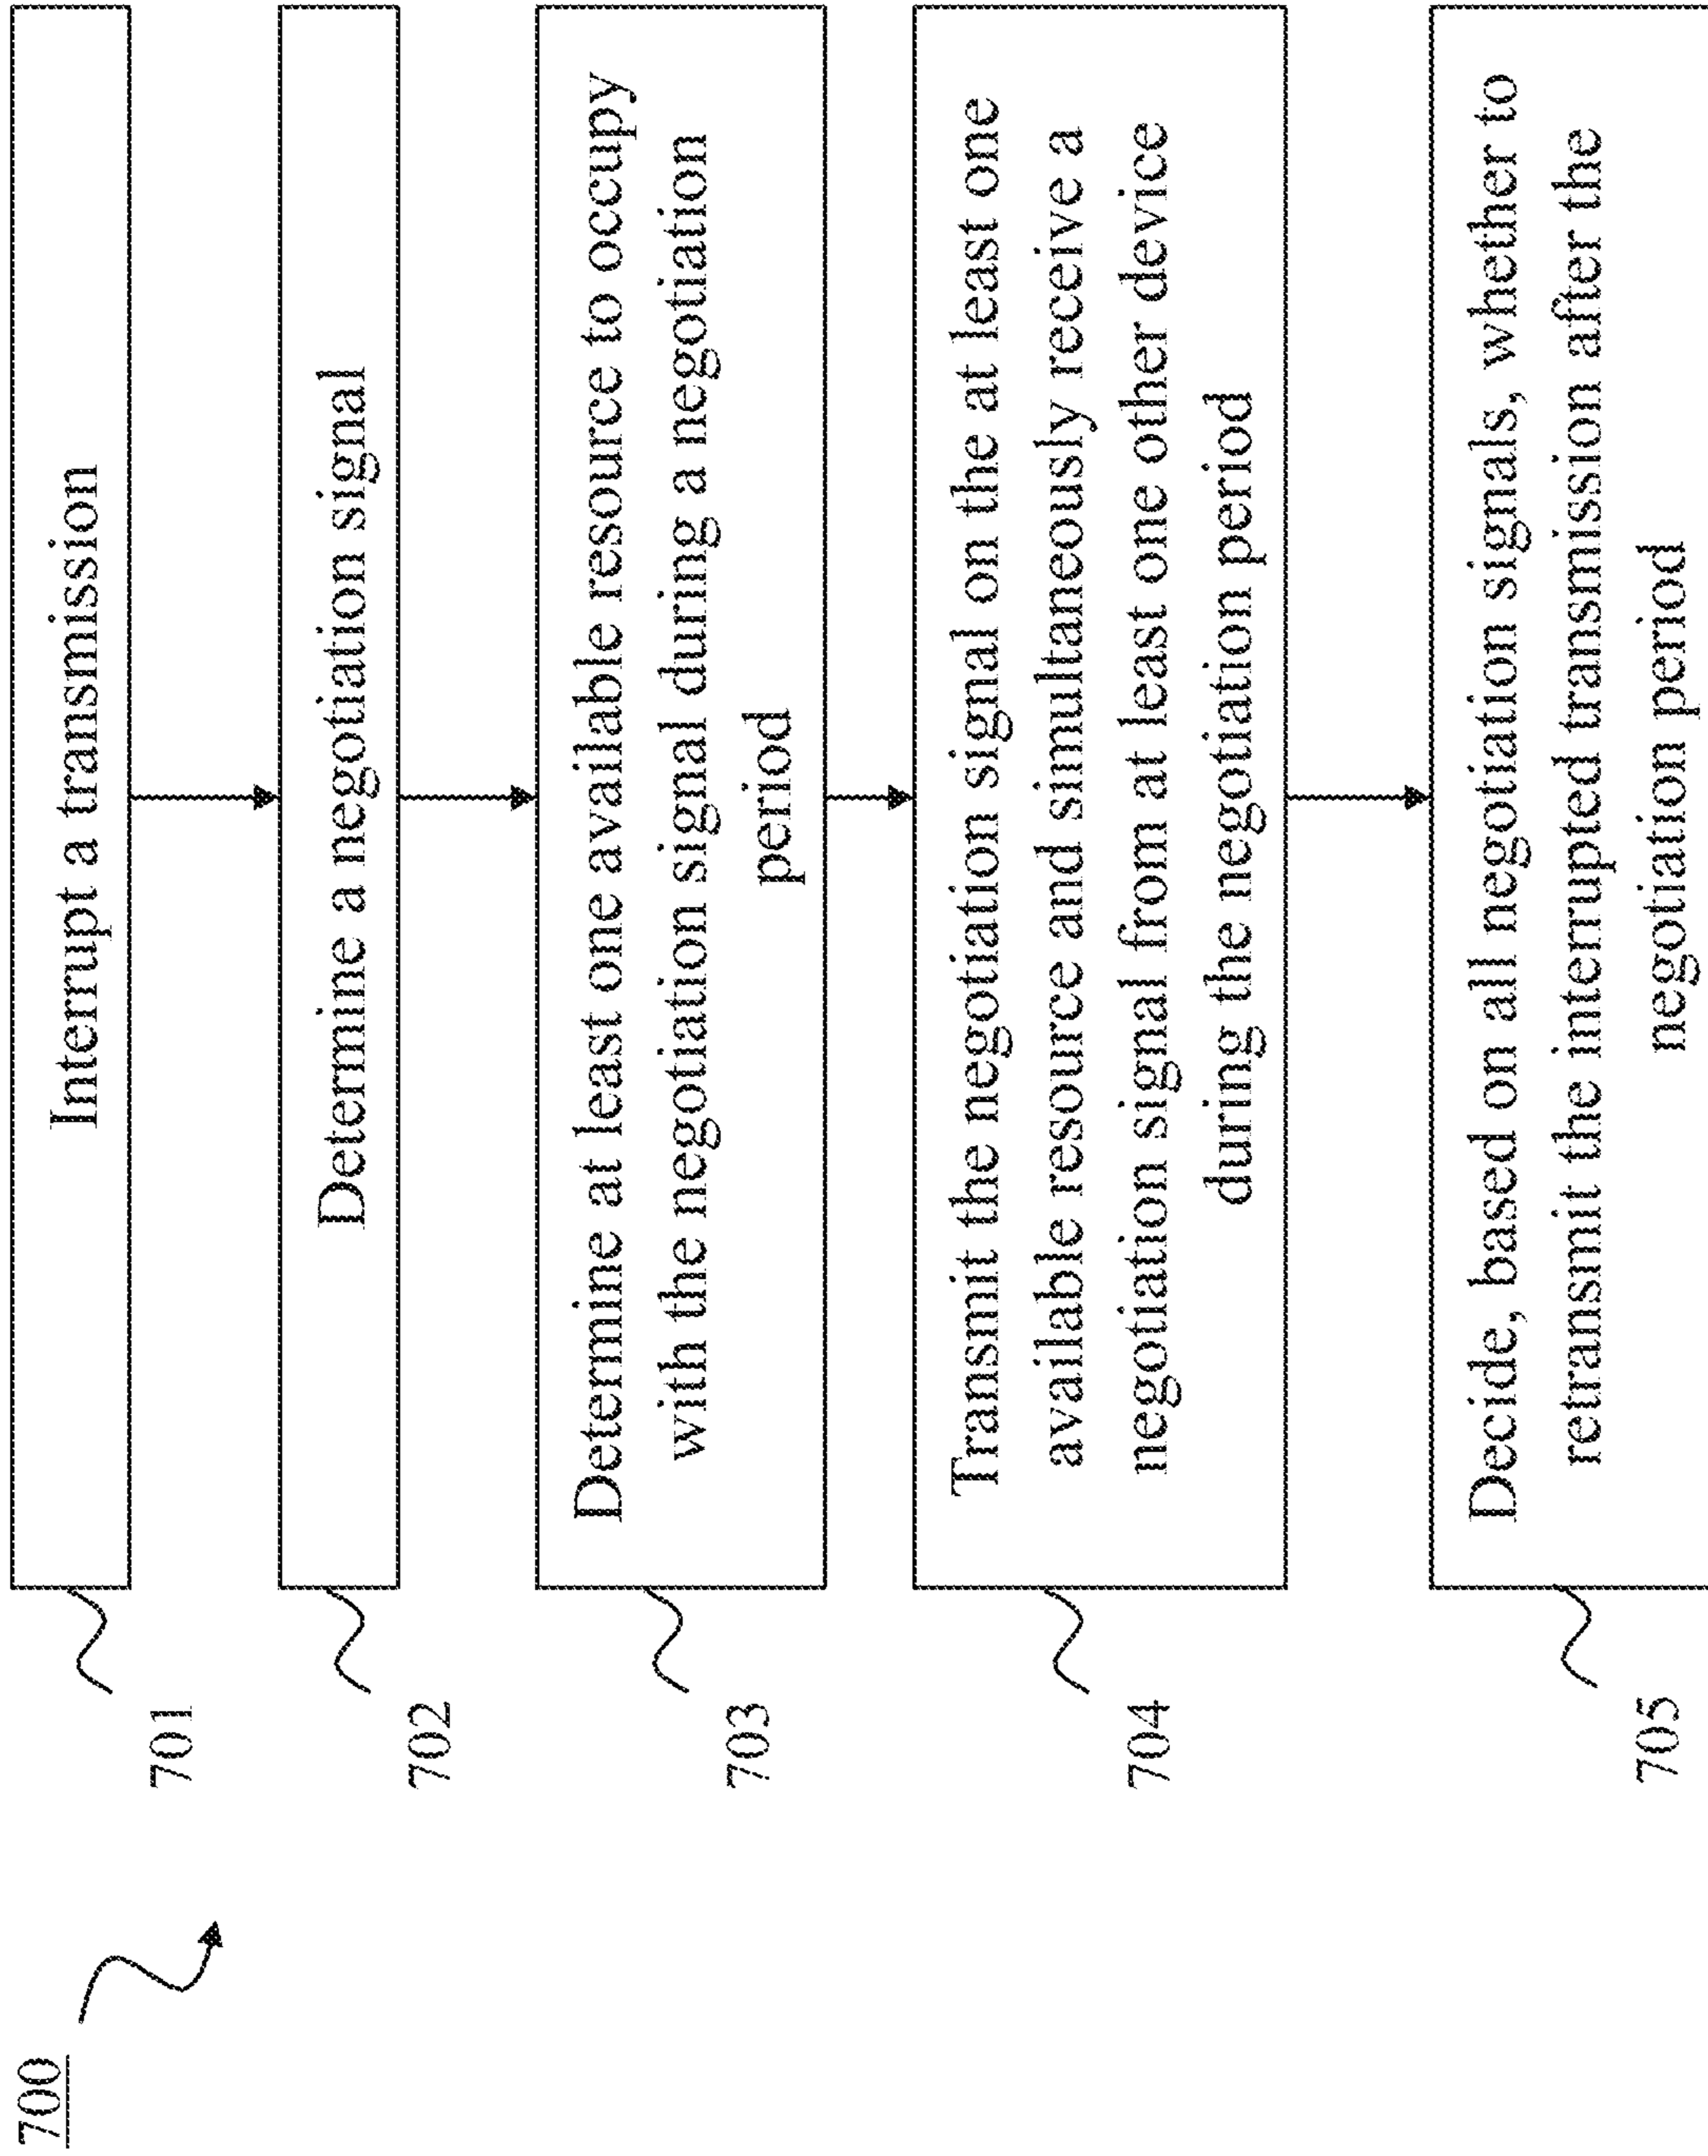 700
701
Interrupt a transmission
702
Determine a negotiation signal
703
Determine at least one available resource to occupy
with the negotiation signal during a negotiation
period
704
Transmit the negotiation signal on the at least one
available resource and simultaneously receive a
negotiation signal from at least one other device
during the negotiation period
705
Decide, based on all negotiation signals, whether to
retransmit the interrupted transmission after the
negotiation period